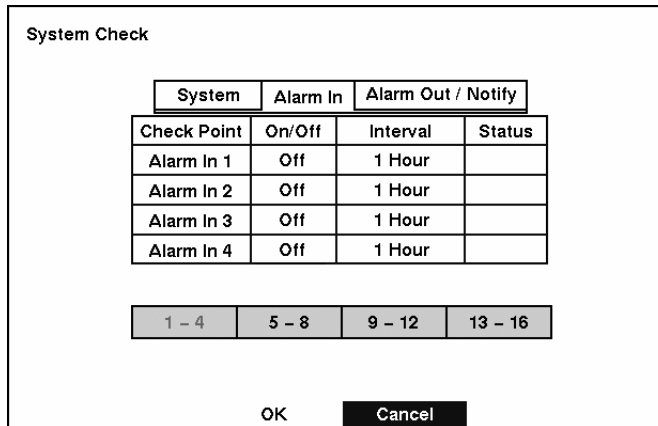 System Check
System Alarm In Alarm Out / Notify
Check Point On/Off Interval Status
Alarm In 1 Off 1 Hour
Alarm In 2 Off 1 Hour
Alarm In 3 Off 1 Hour
Alarm In 4 Off 1 Hour
1 – 4 5 – 8 9 – 12 13 – 16
OK Cancel